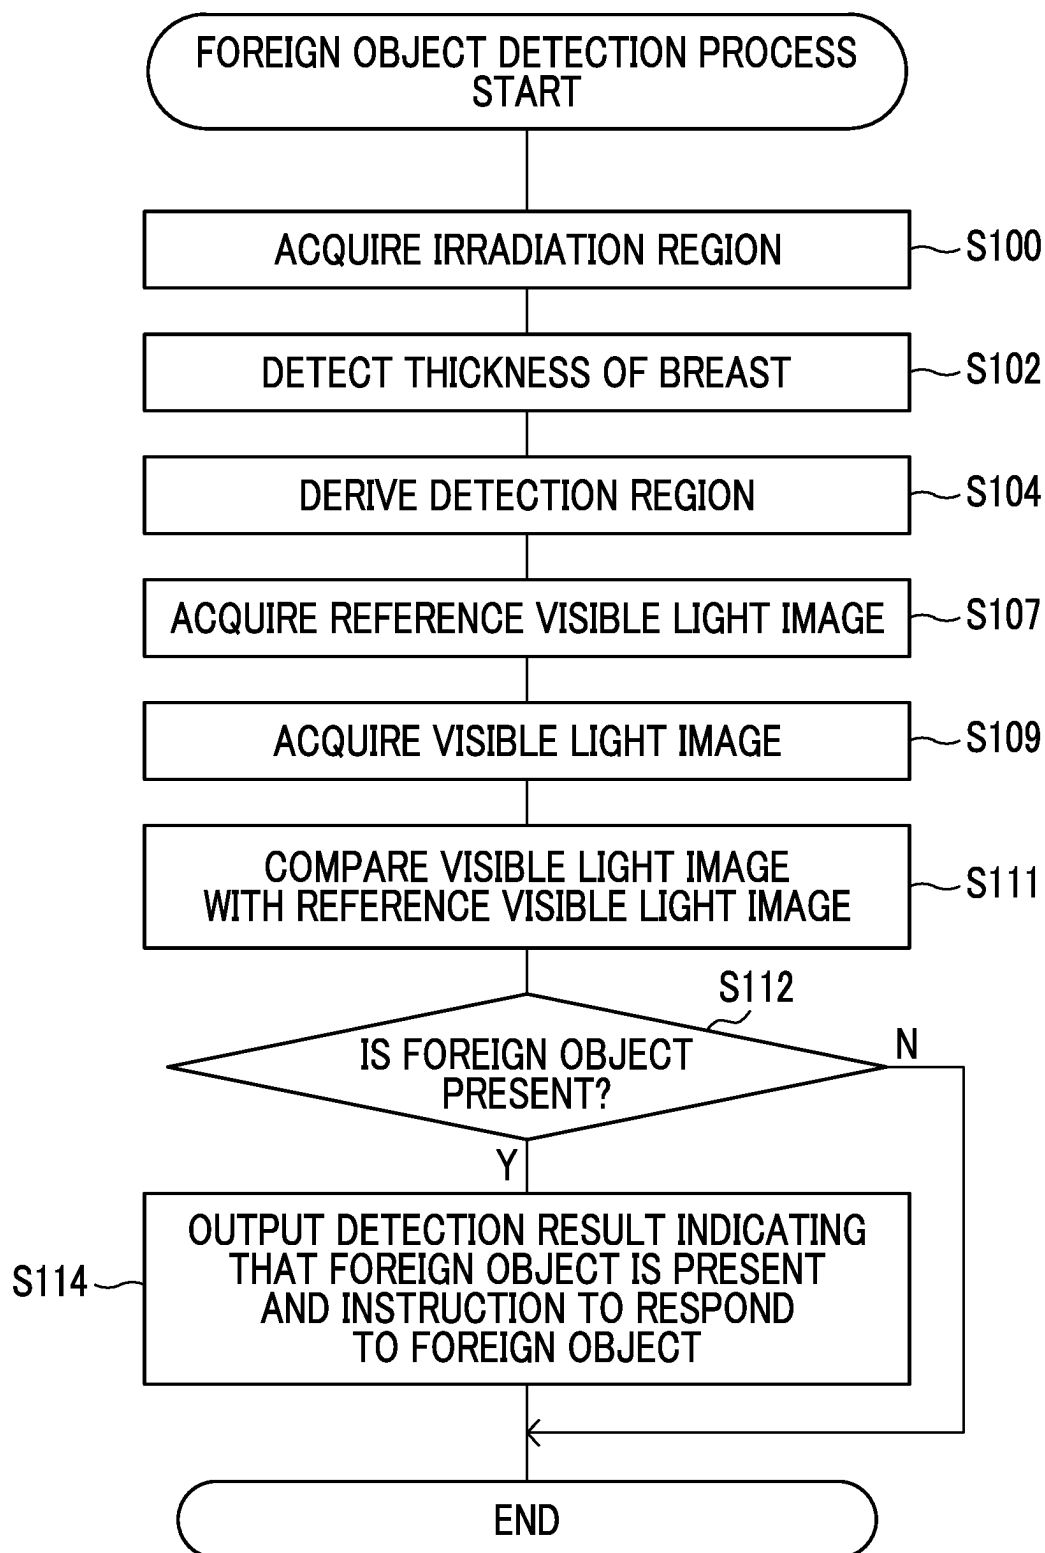 FOREIGN OBJECT DETECTION PROCESS
START
ACQUIRE IRRADIATION REGION
S100
DETECT THICKNESS OF BREAST
S102
DERIVE DETECTION REGION
S104
ACQUIRE REFERENCE VISIBLE LIGHT IMAGE
S107
ACQUIRE VISIBLE LIGHT IMAGE
S109
COMPARE VISIBLE LIGHT IMAGE
WITH REFERENCE VISIBLE LIGHT IMAGE
S111
S112
IS FOREIGN OBJECT
PRESENT?
N
Y
OUTPUT DETECTION RESULT INDICATING
THAT FOREIGN OBJECT IS PRESENT
AND INSTRUCTION TO RESPOND
TO FOREIGN OBJECT
S114
END